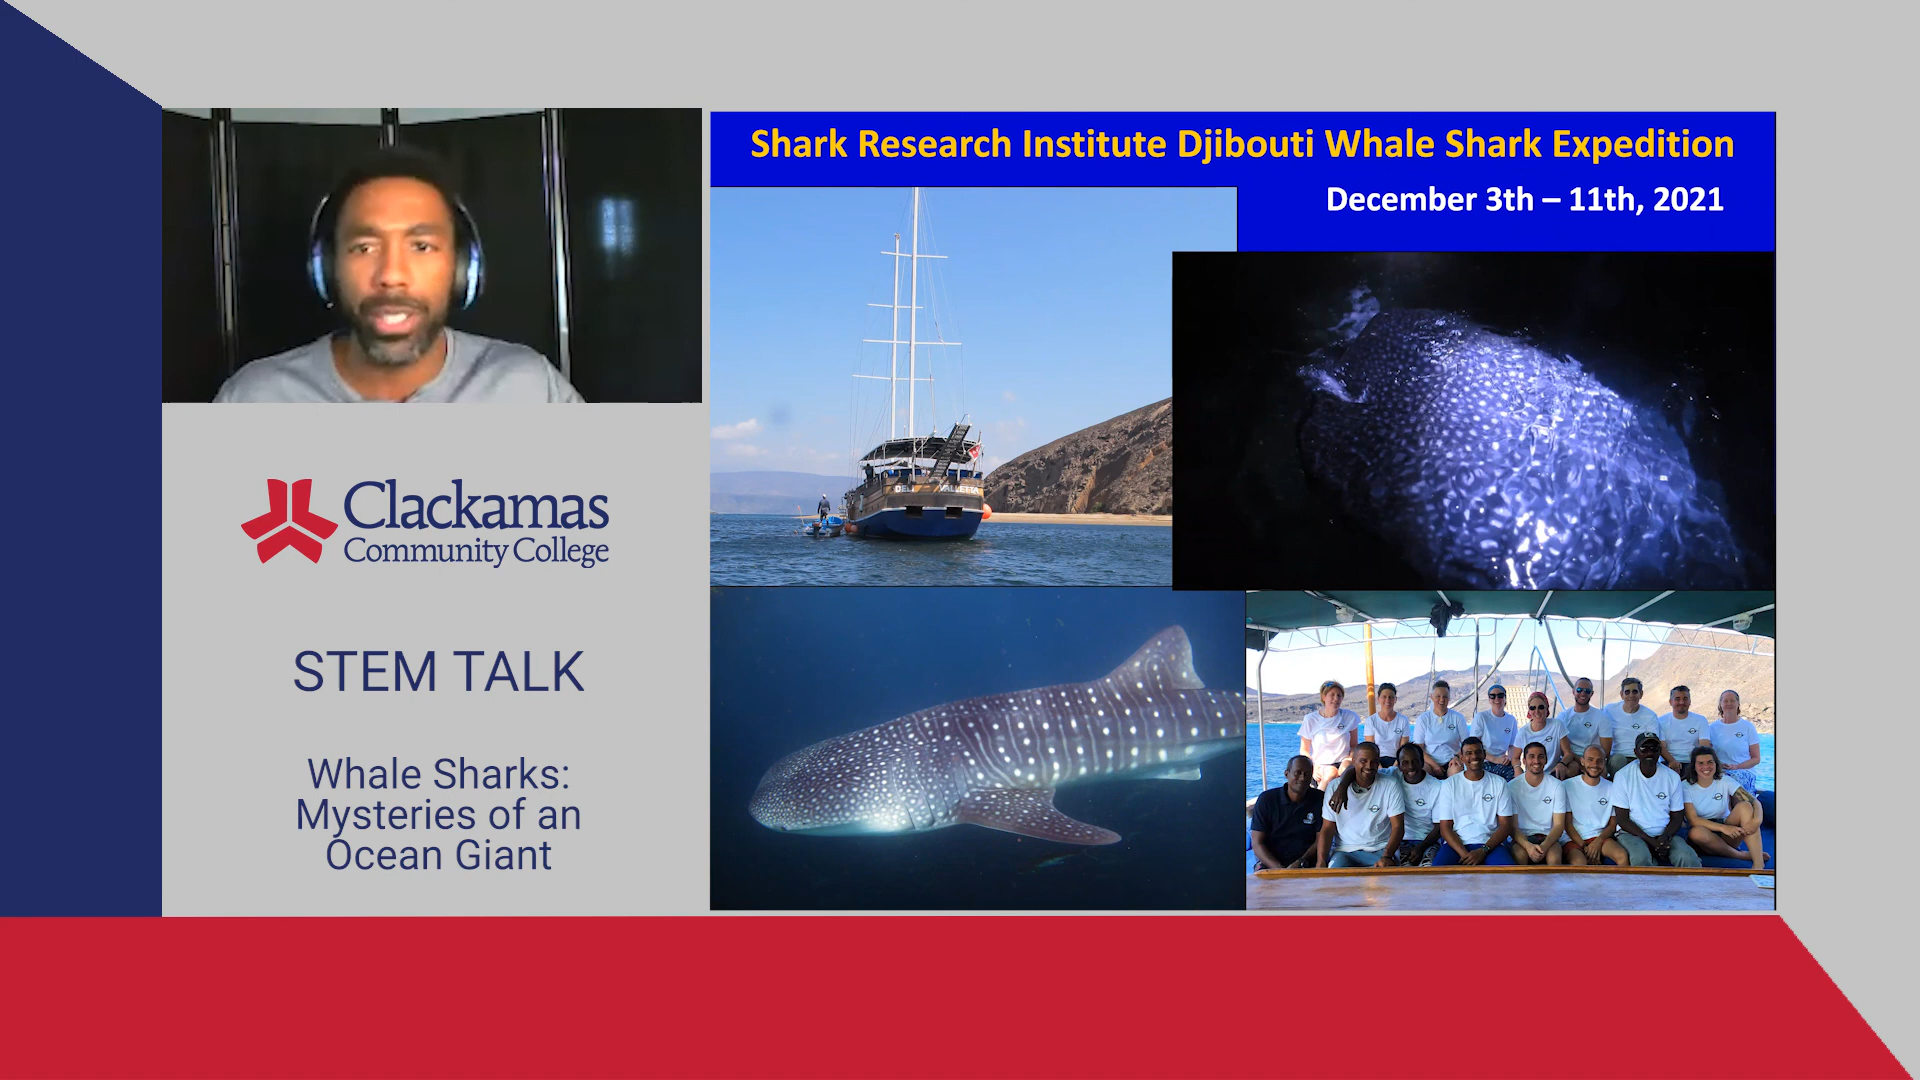 Shark Research Institute Djibouti Whale Shark Expedition
December 3th – 11th, 2021
Clackamas
Community College
STEM TALK
Whale Sharks:
Mysteries of an
Ocean Giant